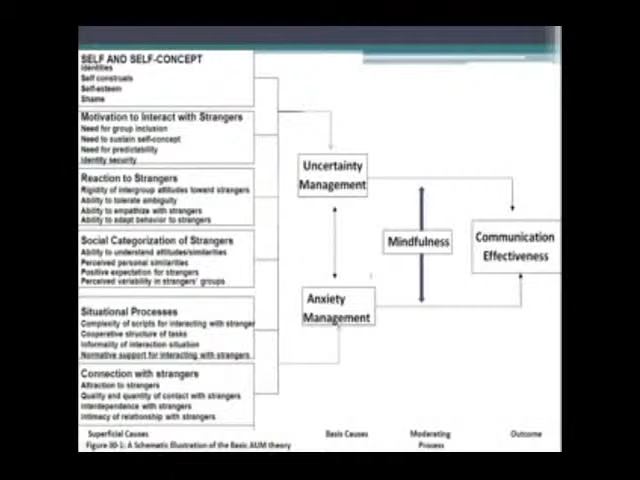 SELF AND SELF-CONCEPT
Identities
Self construals
Self-esteem
Shame
Motivation to Interact with Strangers
Need for group inclusion
Need to sustain self-concept
Need for predictability
Identity security
Reaction to Strangers
Rigidity of intergroup attitudes toward strangers
Ability to tolerate ambiguity
Ability to empathize with strangers
Ability to adapt behavior to strangers
Social Categorization of Strangers
Ability to understand attitudes/similarities
Perceived personal similarities
Positive expectation for strangers
Perceived variability in strangers' groups
Situational Processes
Complexity of scripts for interacting with stranger
Cooperative structure of tasks
Informality of interaction situation
Normative support for interacting with strangers
Connection with strangers
Attraction to strangers
Quality and quantity of contact with strangers
Interdependence with strangers
Intimacy of relationship with strangers
Uncertainty
Management
Anxiety
Management
Mindfulness
Communication
Effectiveness
Superficial Causes
Basis Causes
Moderating
Process
Outcome
Figure 30-1: A Schematic Illustration of the Basic AUM theory